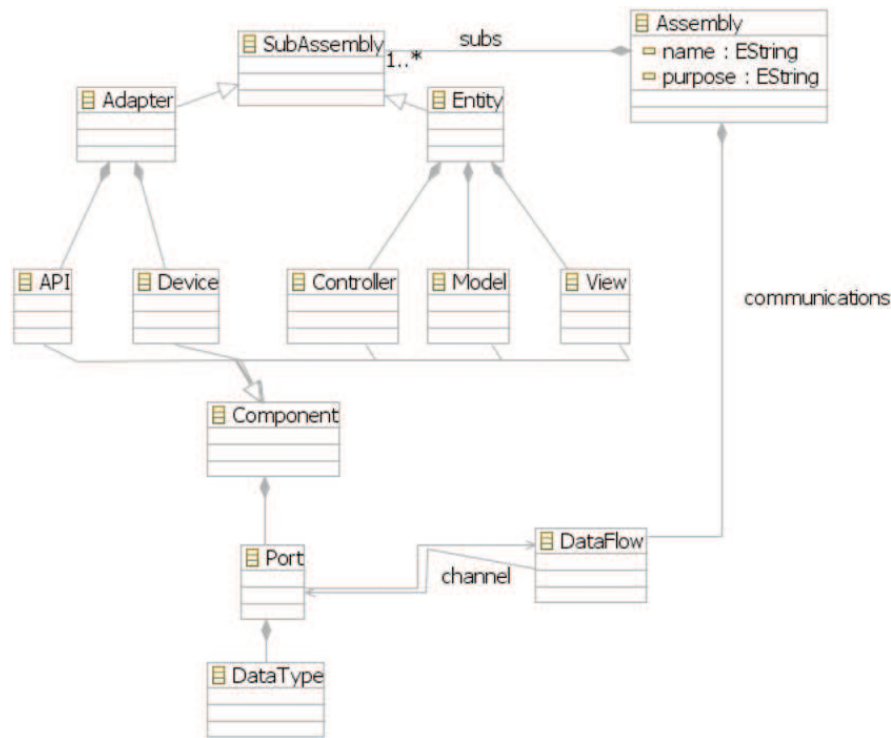 Assembly
name : EString
purpose : EString
SubAssembly
subs
1..*
Adapter
Entity
API
Device
Controller
Model
View
communications
Component
Port
DataFlow
channel
DataType